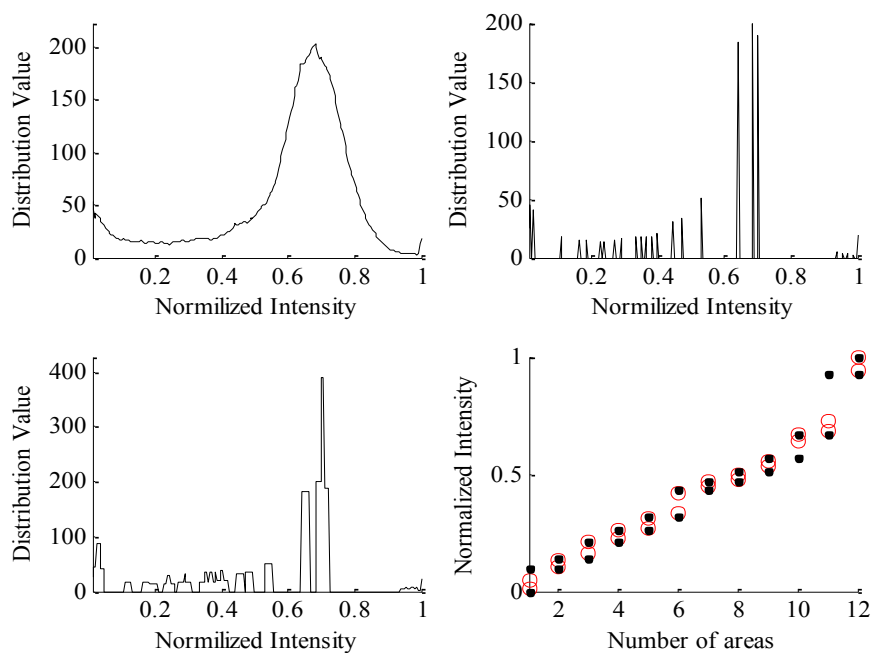 200
150
100
50
0
Distribution Value
0.2 0.4 0.6 0.8 1
Normilized Intensity
200
150
100
50
0
Distribution Value
0.2 0.4 0.6 0.8 1
Normilized Intensity
400
300
200
100
0
Distribution Value
0.2 0.4 0.6 0.8 1
Normilized Intensity
1
0.5
0
Normalized Intensity
2 4 6 8 10 12
Number of areas